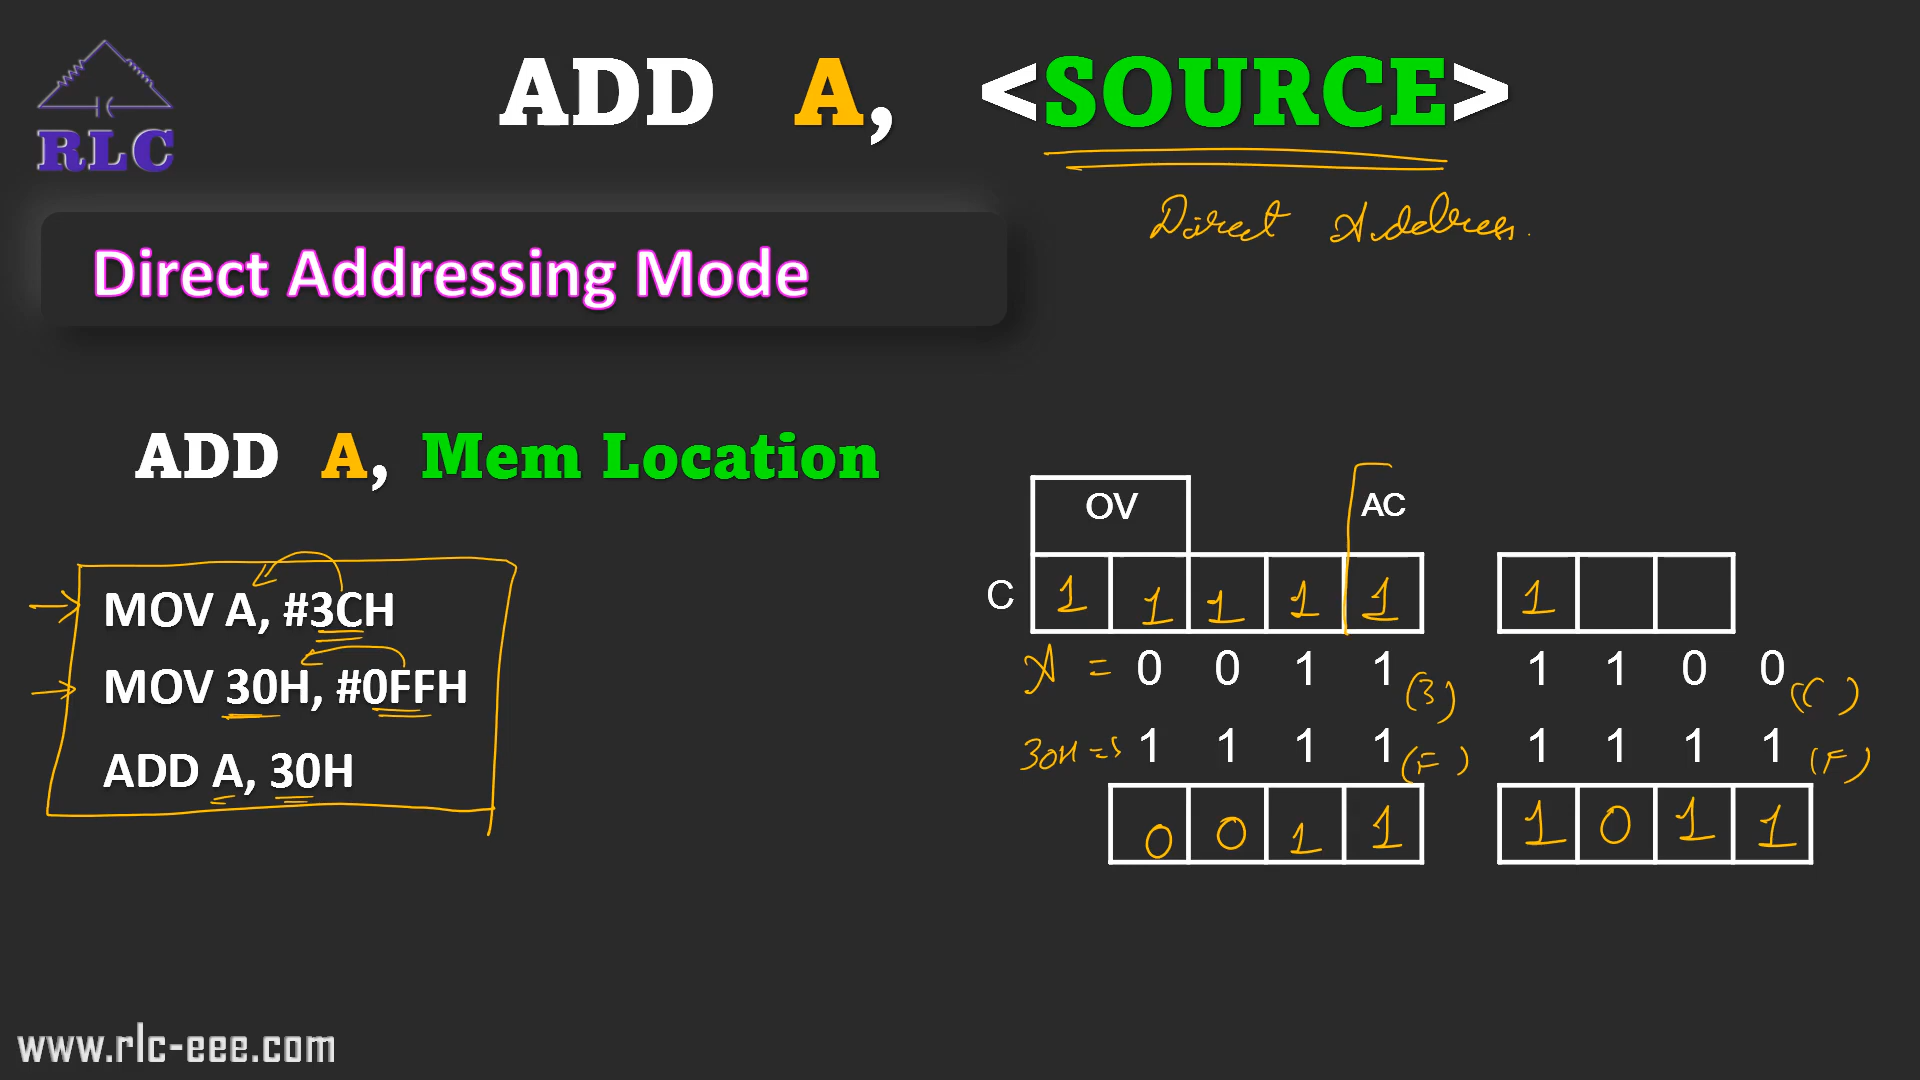 ADD A, <SOURCE>
RLC
Direct Address.
Direct Addressing Mode
ADD A, Mem Location
MOV A, #3CH
MOV 30H, #0FFH
ADD A, 30H
OV AC
C 1 1 1 1 1 1
A = 0 0 1 1 (3) 1 1 0 0 (C)
30H = 1 1 1 1 (F) 1 1 1 1 (F)
0 0 1 1 1 0 1 1
www.rlc-eee.com